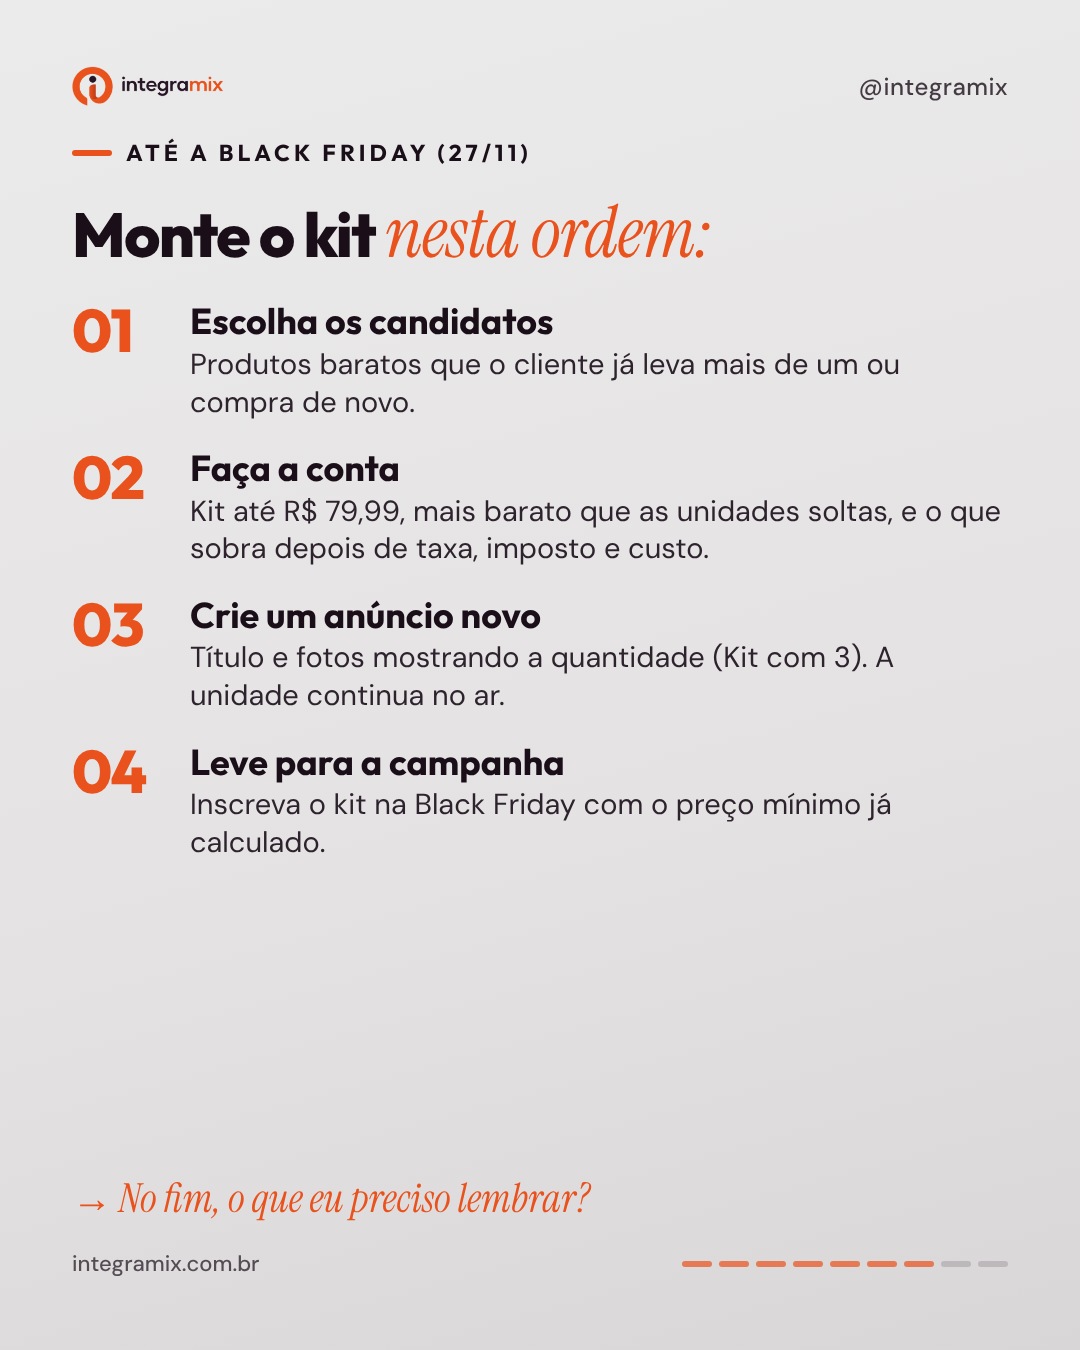 integramix
@integramix
ATÉ A BLACK FRIDAY (27/11)
Monte o kit nesta ordem:
01
Escolha os candidatos
Produtos baratos que o cliente já leva mais de um ou
compra de novo.
02
Faça a conta
Kit até R$ 79,99, mais barato que as unidades soltas, e o que
sobra depois de taxa, imposto e custo.
03
Crie um anúncio novo
Título e fotos mostrando a quantidade (Kit com 3). A
unidade continua no ar.
04
Leve para a campanha
Inscreva o kit na Black Friday com o preço mínimo já
calculado.
→ No fim, o que eu preciso lembrar?
integramix.com.br